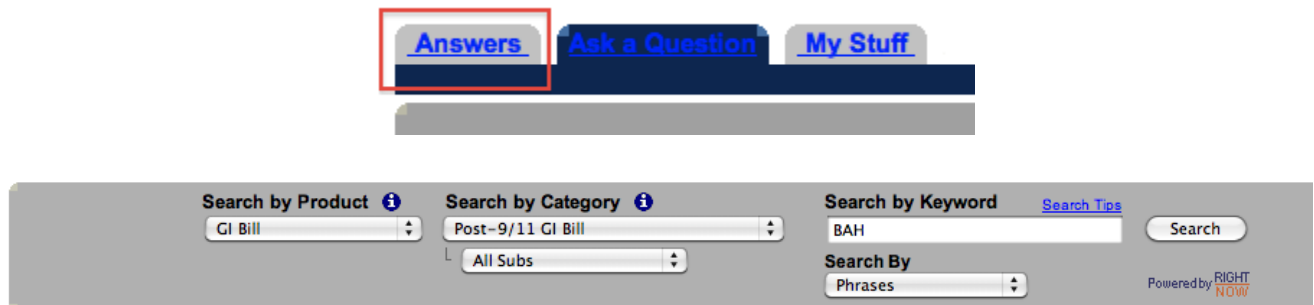 Answers Ask a Question My Stuff
Search by Product Search by Category Search by Keyword Search Tips
GI Bill Post-9/11 GI Bill BAH Search
All Subs Search By
Phrases Powered by RIGHT NOW